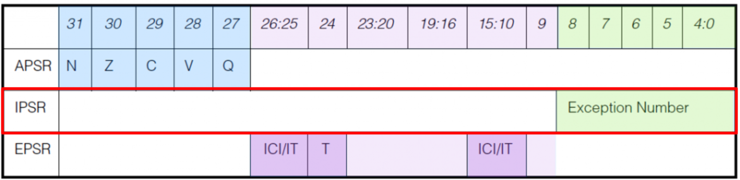 31 30 29 28 27 26:25 24 23:20 19:16 15:10 9 8 7 6 5 4:0
APSR N Z C V Q
IPSR Exception Number
EPSR ICI/IT T ICI/IT